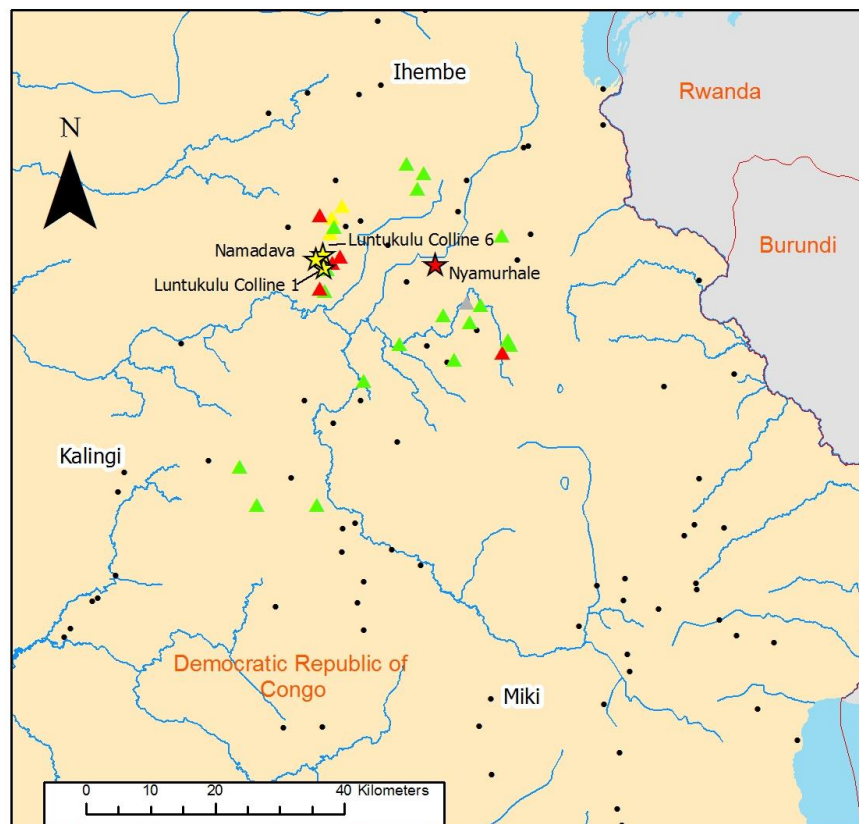 Ihembe
Rwanda
N
Burundi
Luntukulu Colline 6
Namadava
Nyamurhale
Luntukulu Colline 1
Kalingi
Democratic Republic of
Congo
Miki
0 10 20 40 Kilometers